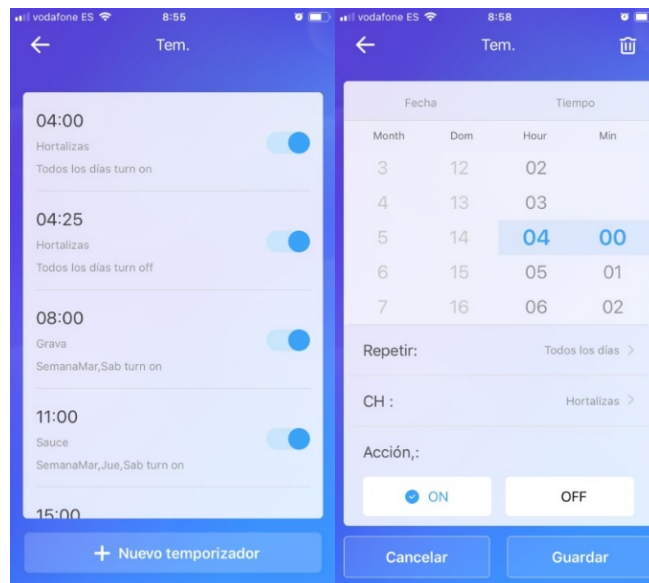 vodafone ES 8:55
Tem.
04:00
Hortalizas
Todos los días turn on
04:25
Hortalizas
Todos los días turn off
08:00
Grava
SemanaMar,Sab turn on
11:00
Sauce
SemanaMar,Jue,Sab turn on
15:00
+ Nuevo temporizador
vodafone ES 8:58
Tem.
Fecha Tiempo
Month Dom Hour Min
3 12 02
4 13 03
5 14 04 00
6 15 05 01
7 16 06 02
Repetir: Todos los días >
CH : Hortalizas >
Acción,:
ON OFF
Cancelar Guardar